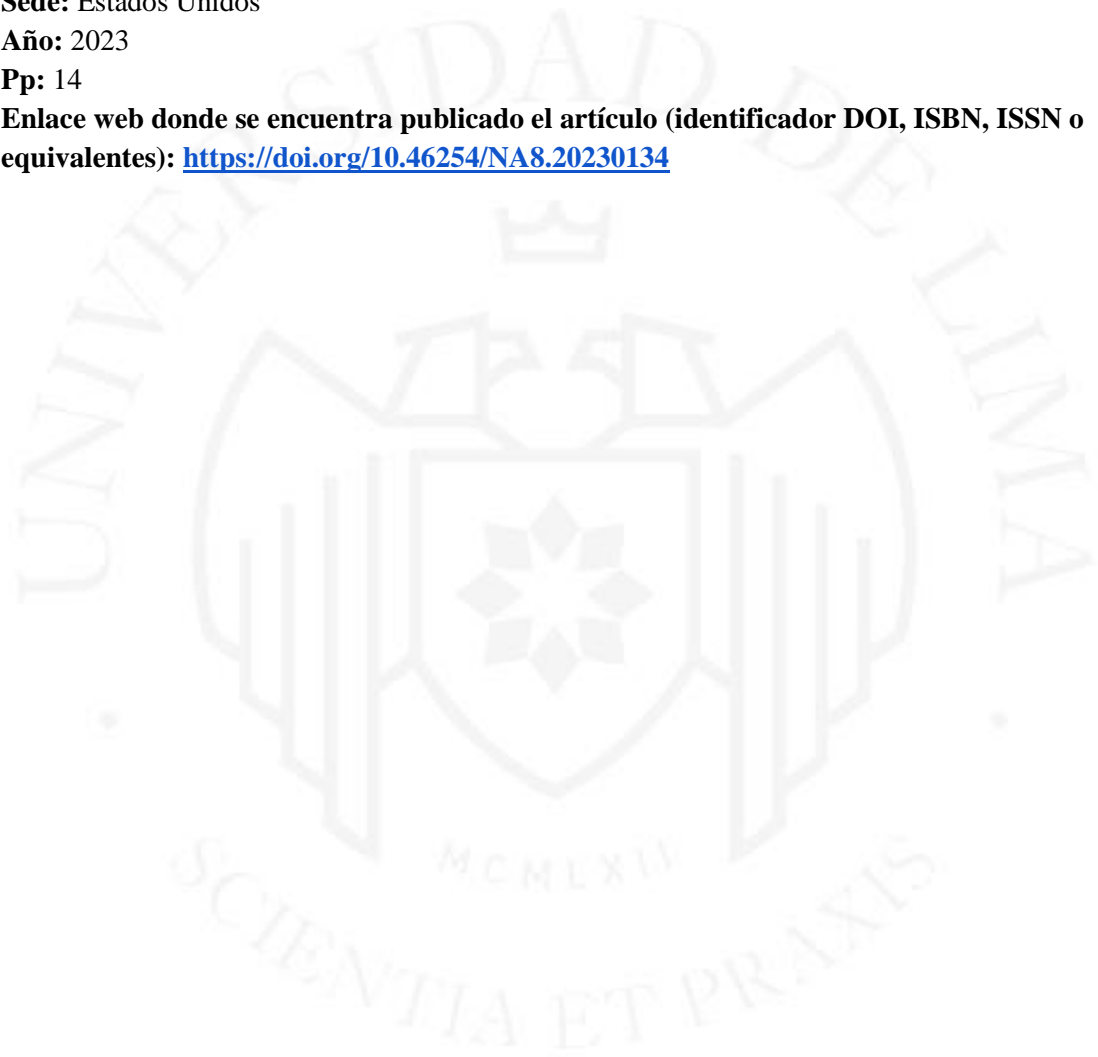 Sede: Estados Unidos
Año: 2023
Pp: 14
Enlace web donde se encuentra publicado el artículo (identificador DOI, ISBN, ISSN o
equivalentes): https://doi.org/10.46254/NA8.20230134
UNIVERSIDAD DE LIMA
MCMLXII
SCIENTIA ET PRAXIS